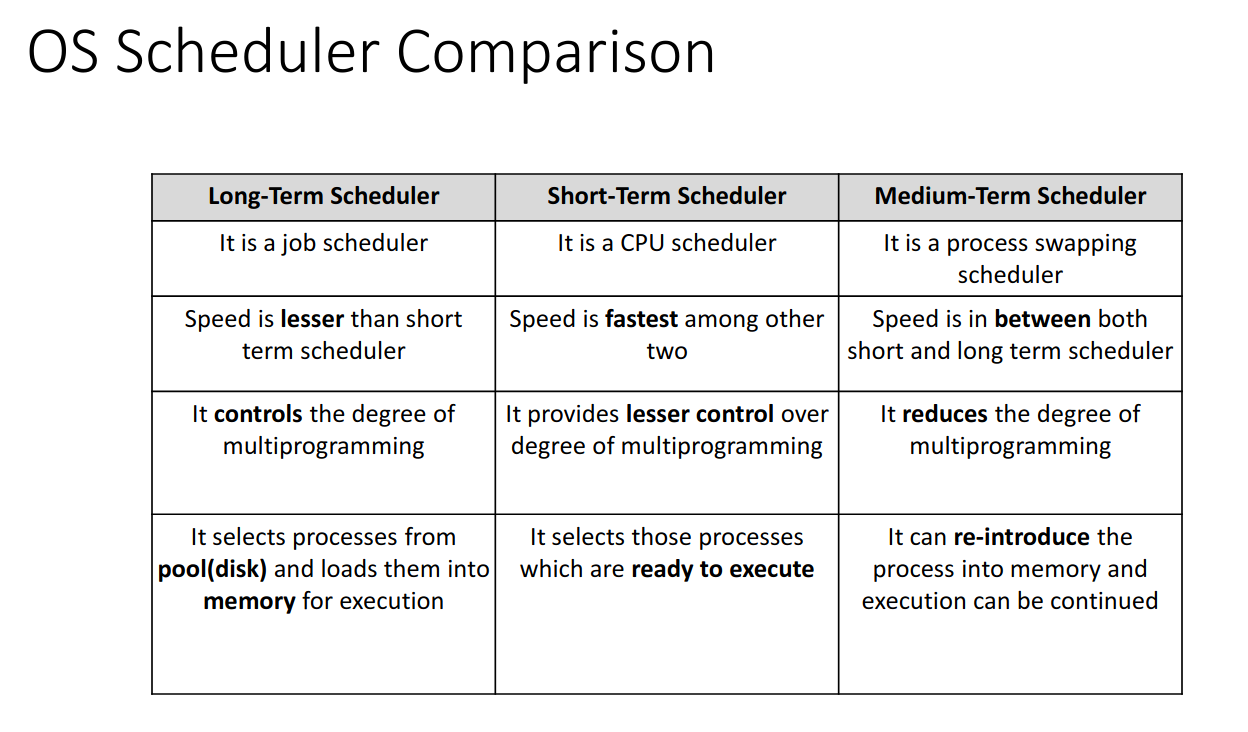 OS Scheduler Comparison
Long-Term Scheduler
Short-Term Scheduler
Medium-Term Scheduler
It is a job scheduler
It is a CPU scheduler
It is a process swapping
scheduler
Speed is lesser than short
term scheduler
Speed is fastest among other
two
Speed is in between both
short and long term scheduler
It controls the degree of
multiprogramming
It provides lesser control over
degree of multiprogramming
It reduces the degree of
multiprogramming
It selects processes from
pool(disk) and loads them into
memory for execution
It selects those processes
which are ready to execute
It can re-introduce the
process into memory and
execution can be continued